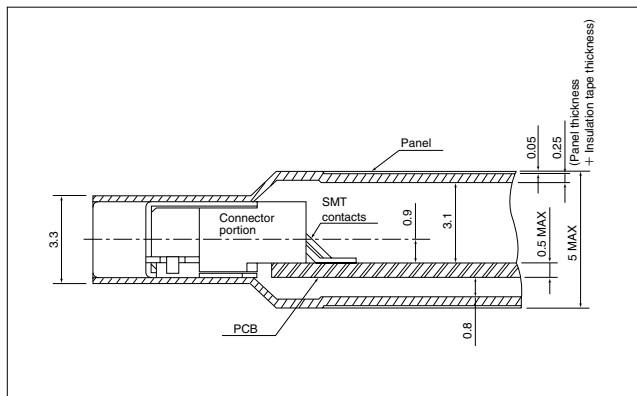 Panel
0.05
0.25
(Panel thickness
+ Insulation tape thickness)
SMT
contacts
0.9
3.1
0.5 MAX
5 MAX
3.3
Connector
portion
PCB
0.8